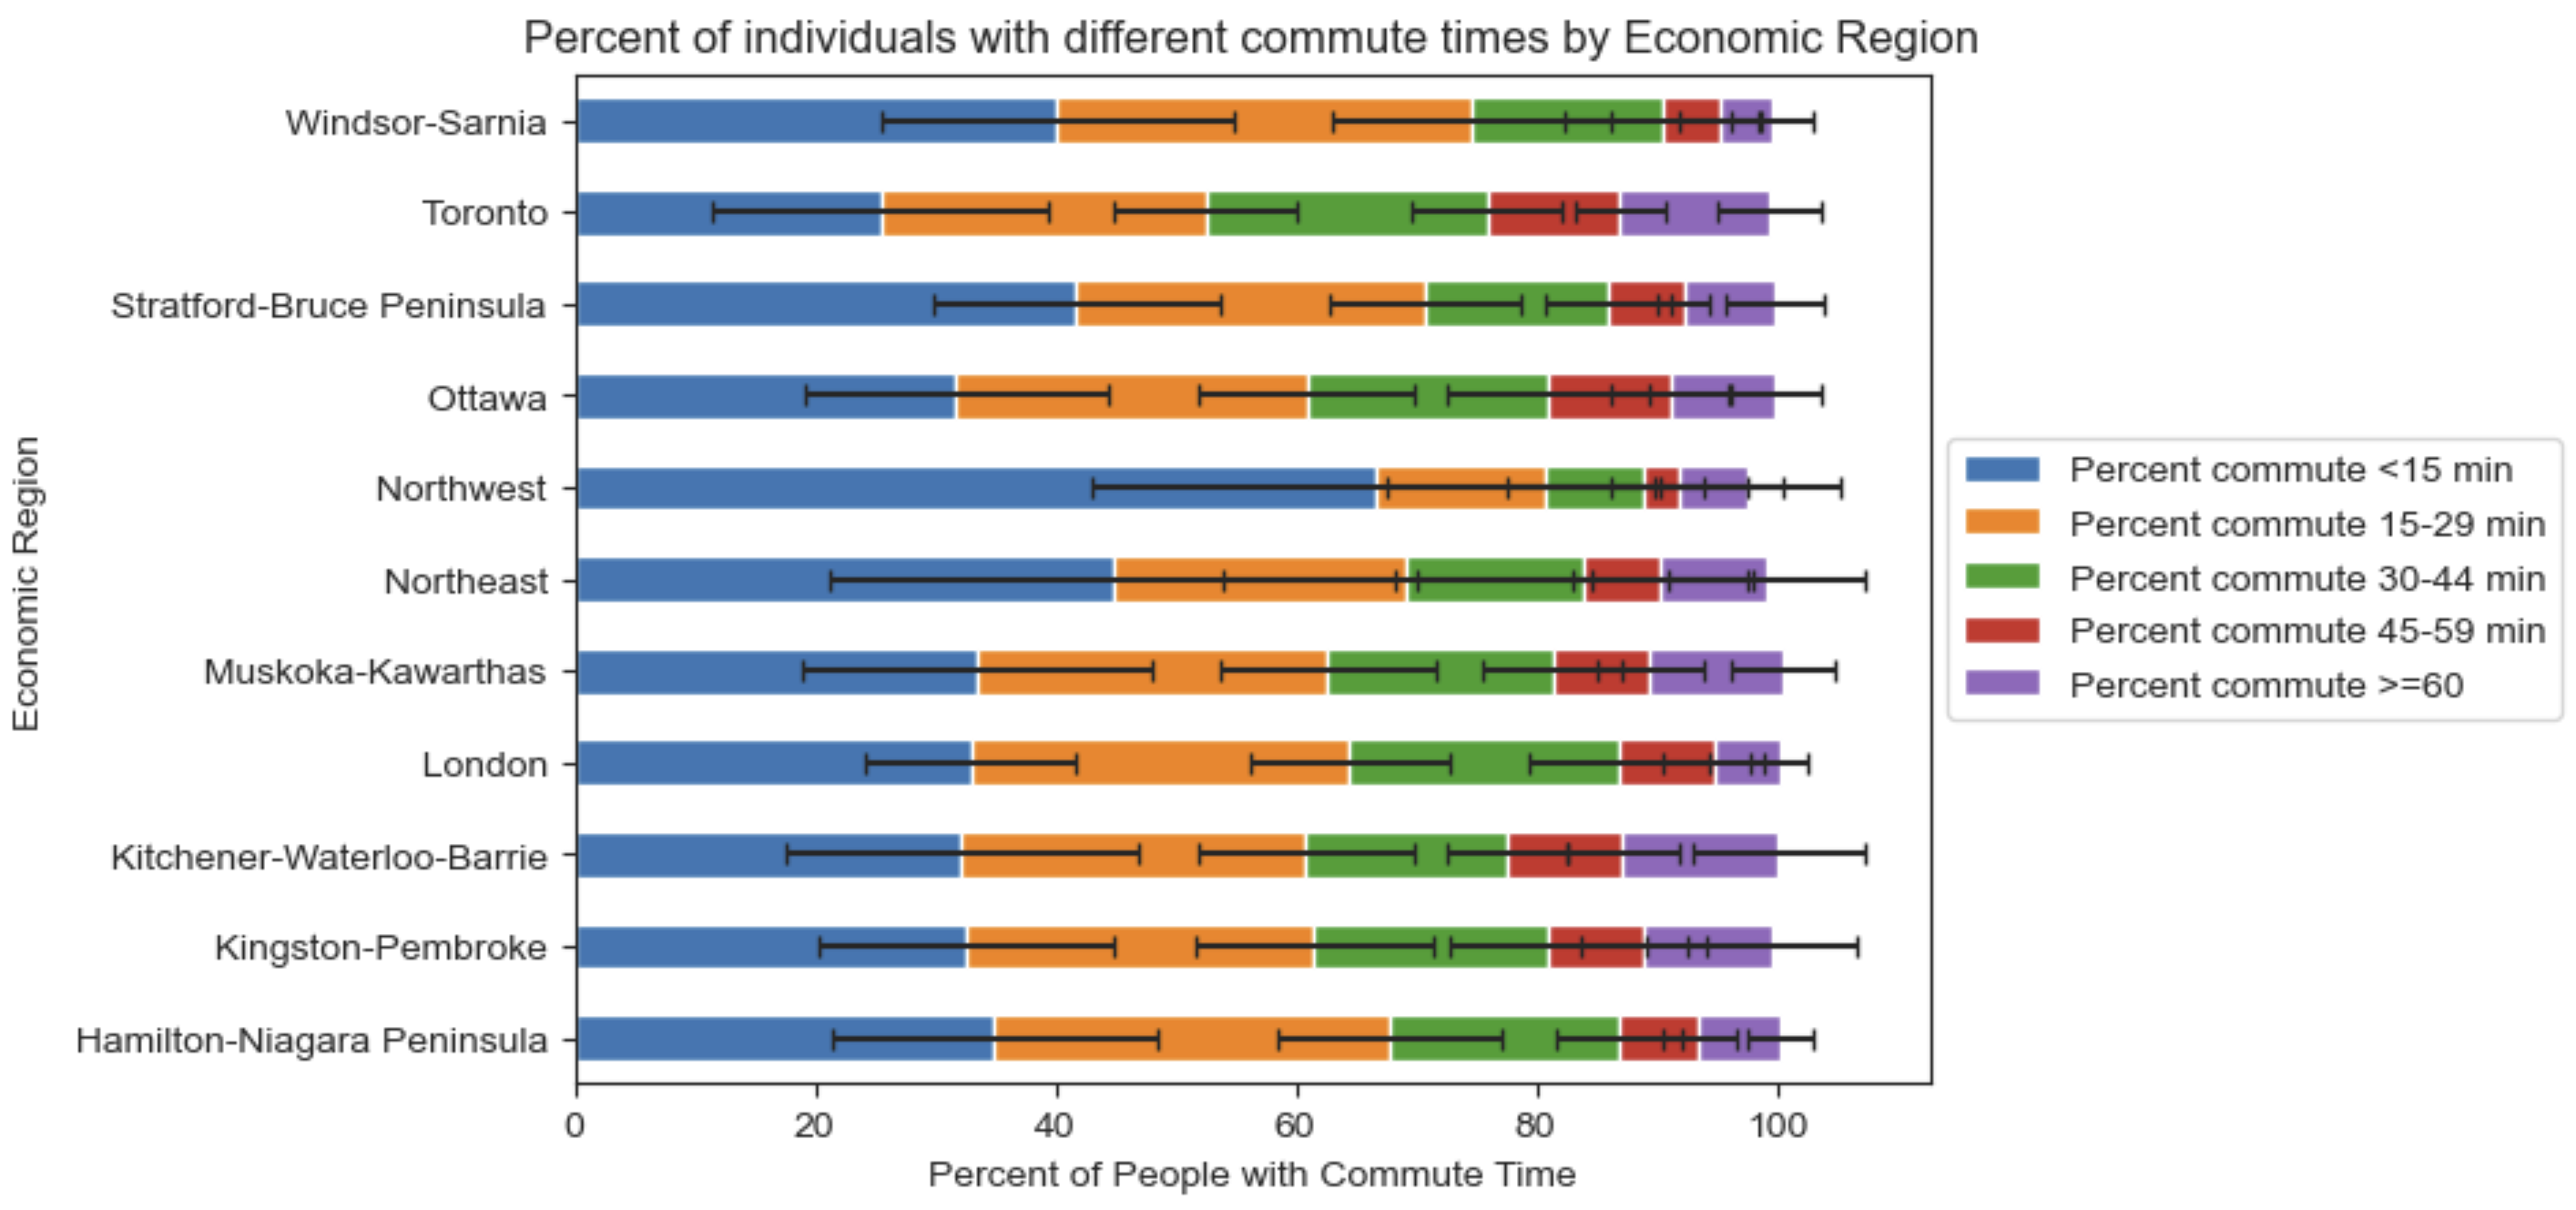 Percent of individuals with different commute times by Economic Region
Economic Region
Windsor-Sarnia
Toronto
Stratford-Bruce Peninsula
Ottawa
Northwest
Northeast
Muskoka-Kawarthas
London
Kitchener-Waterloo-Barrie
Kingston-Pembroke
Hamilton-Niagara Peninsula
0 20 40 60 80 100
Percent of People with Commute Time
Percent commute <15 min
Percent commute 15-29 min
Percent commute 30-44 min
Percent commute 45-59 min
Percent commute >=60